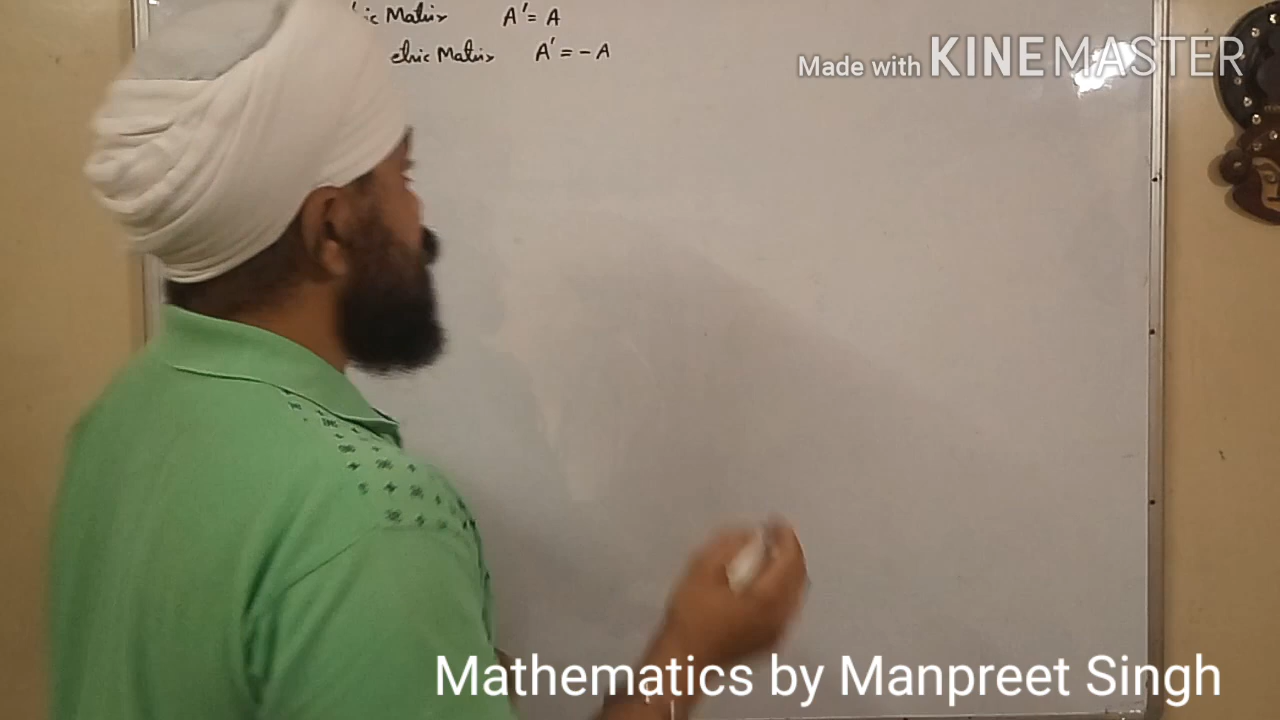 ic Matrix A' = A
etric Matrix A' = - A
Made with KINEMASTER
Mathematics by Manpreet Singh